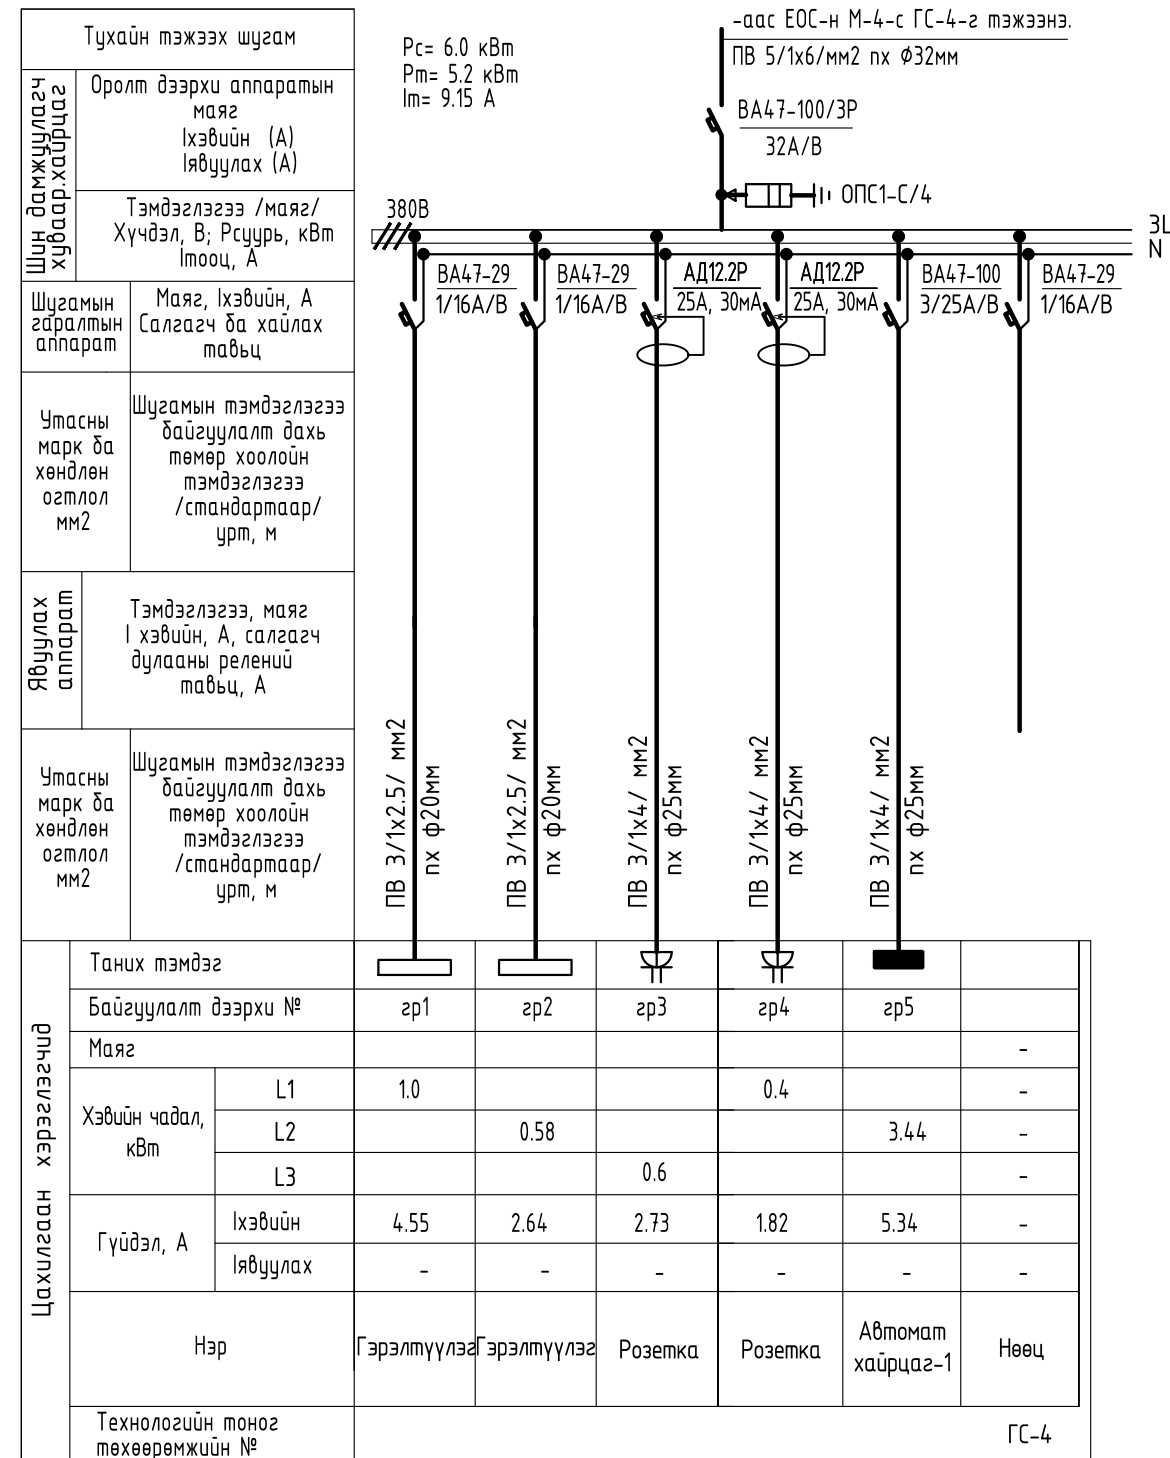 -аас ЕОС-н М-4-с ГС-4-г тэжээнэ.
ПВ 5/1х6/мм2 пх Ф32мм
Рс= 6.0 кВт
Рт= 5.2 кВт
Iт= 9.15 А
ВА47-100/3Р
32А/В
ОПС1-С/4
380В
3L
N
ВА47-29
1/16А/В
ВА47-29
1/16А/В
АД12.2Р
25А, 30мА
АД12.2Р
25А, 30мА
ВА47-100
3/25А/В
ВА47-29
1/16А/В
Тухайн тэжээх шугам
Шин дамжуулагч
хуваар.хайрцаг
Оролт дээрхи аппаратын
маяг
Iхэвийн (А)
Iявуулах (А)
Тэмдэглэгээ /маяг/
Хүчдэл, В; Рсуурь, кВт
Iтооц, А
Шугамын
гаралтын
аппарат
Маяг, Iхэвийн, А
Салгагч ба хайлах
тавьц
Утасны
марк ба
хөндлөн
огтлол
мм2
Шугамын тэмдэглэгээ
байгуулалт дахь
төмөр хоолойн
тэмдэглэгээ
/стандартаар/
урт, м
Явуулах
аппарат
Тэмдэглэгээ, маяг
I хэвийн, А, салгагч
дулааны релений
тавьц, А
Утасны
марк ба
хөндлөн
огтлол
мм2
Шугамын тэмдэглэгээ
байгуулалт дахь
төмөр хоолойн
тэмдэглэгээ
/стандартаар/
урт, м
ПВ 3/1х2.5/ мм2
пх ф20мм
ПВ 3/1х2.5/ мм2
пх ф20мм
ПВ 3/1х4/ мм2
пх ф25мм
ПВ 3/1х4/ мм2
пх ф25мм
ПВ 3/1х4/ мм2
пх ф25мм
Цахилгаан хэрэглэгчид
Таних тэмдэг
Байгуулалт дээрхи № гр1 гр2 гр3 гр4 гр5
Маяг -
Хэвийн чадал,
кВт
L1 1.0 0.4 -
L2 0.58 3.44 -
L3 0.6 -
Гүйдэл, А
Iхэвийн 4.55 2.64 2.73 1.82 5.34 -
Iявуулах - - - - - -
Нэр
Гэрэлтүүлэг
Гэрэлтүүлэг
Розетка
Розетка
Автомат
хайрцаг-1
Нөөц
Технологийн тоног
төхөөрөмжийн №
ГС-4